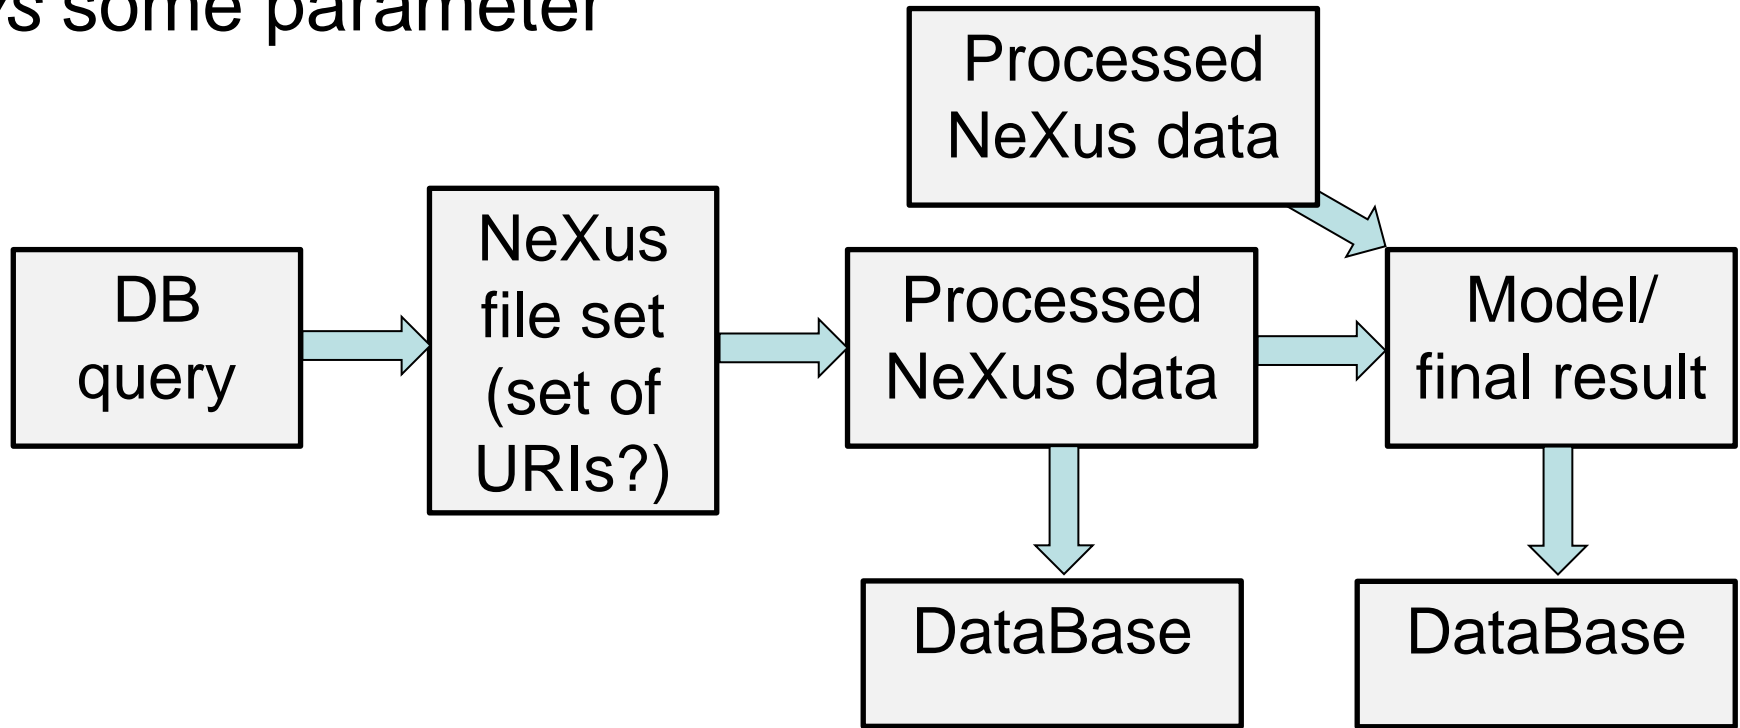 some parameter
Processed
NeXus data
DB
query
NeXus
file set
(set of
URIs?)
Processed
NeXus data
Model/
final result
DataBase
DataBase